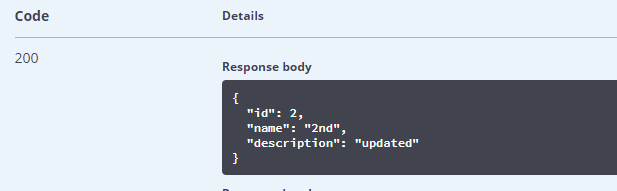 Code Details
200
Response body
{
  "id": 2,
  "name": "2nd",
  "description": "updated"
}